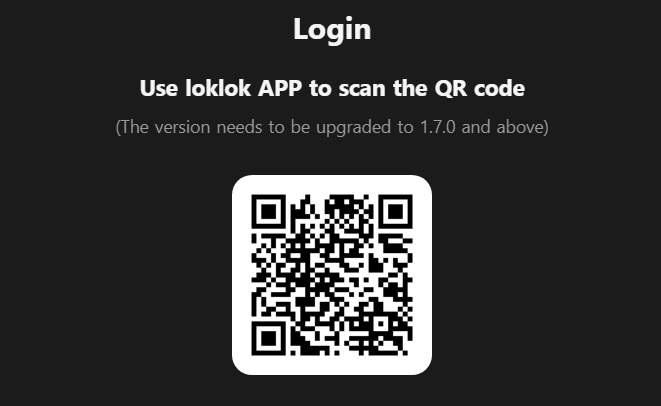 Login
Use loklok APP to scan the QR code
(The version needs to be upgraded to 1.7.0 and above)